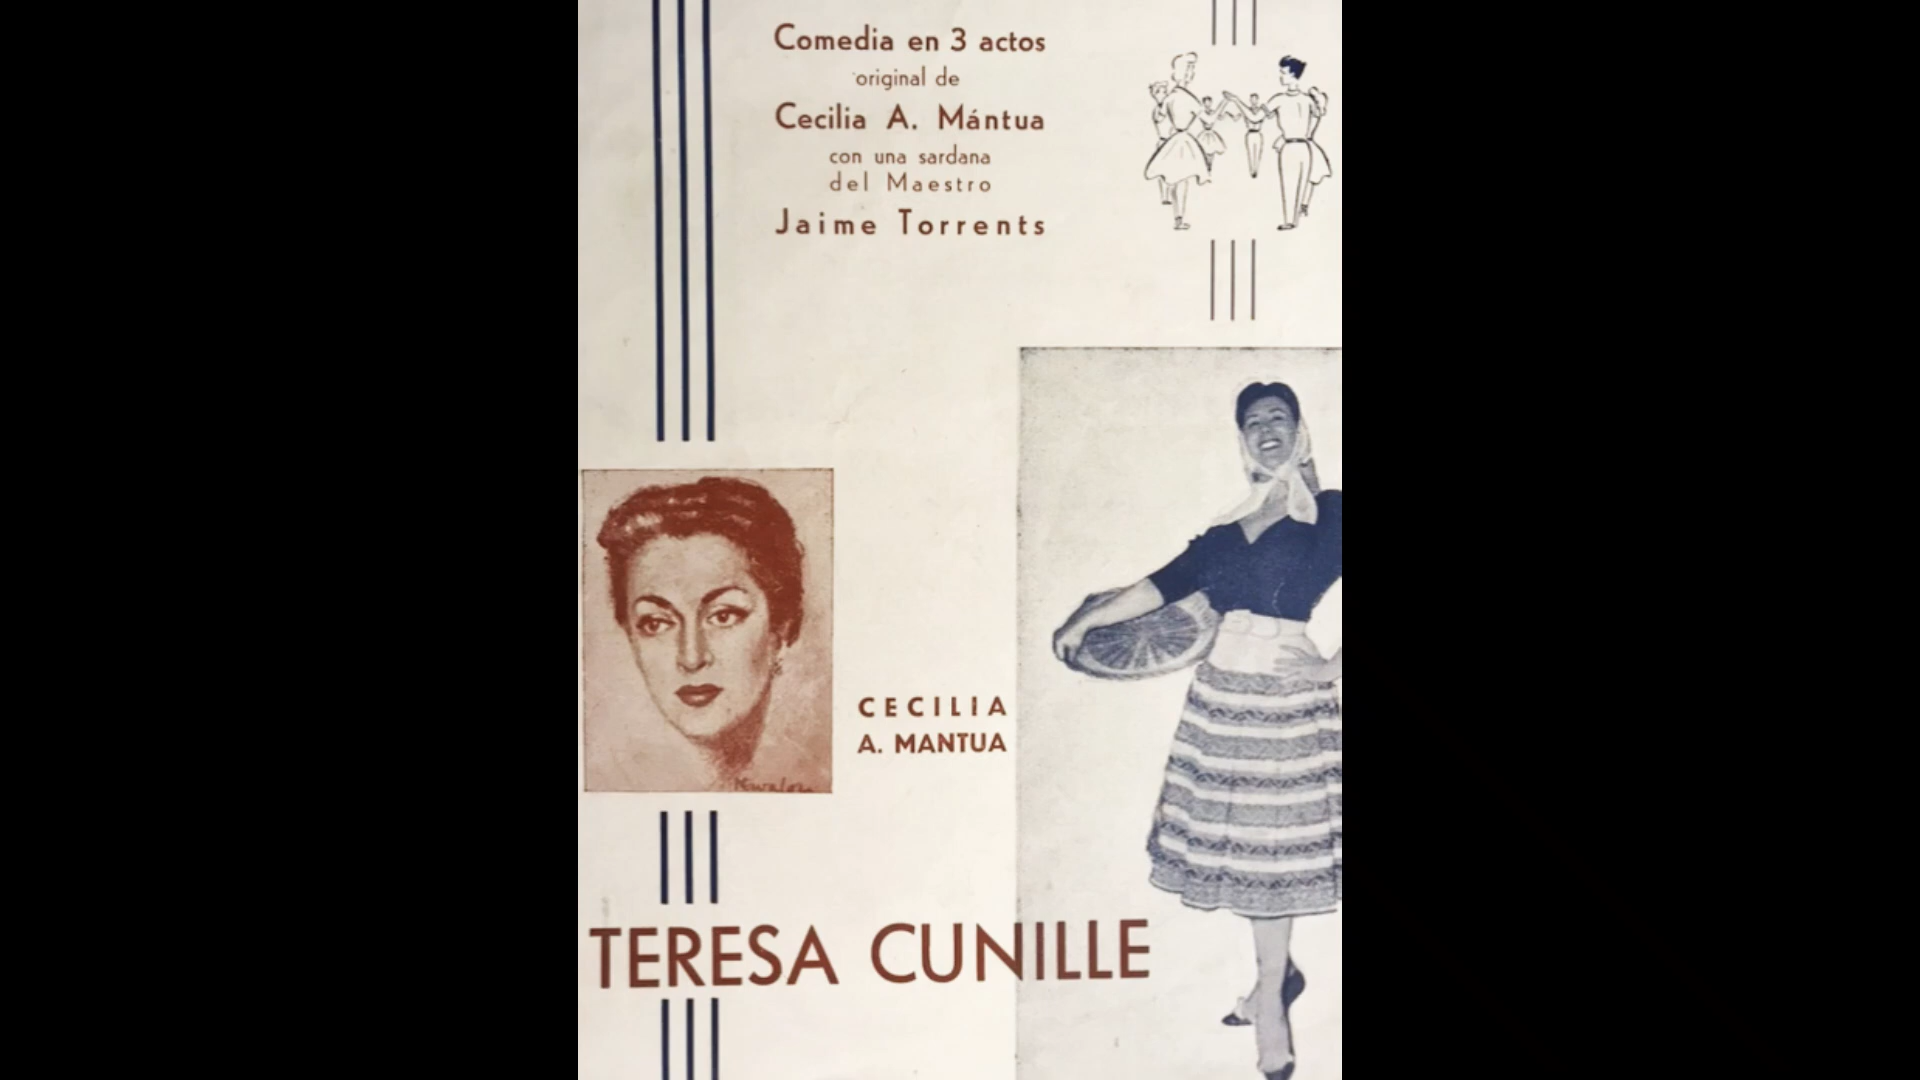 Comedia en 3 actos
original de
Cecilia A. Mántua
con una sardana
del Maestro
Jaime Torrents
CECILIA
A. MANTUA
TERESA CUNILLE